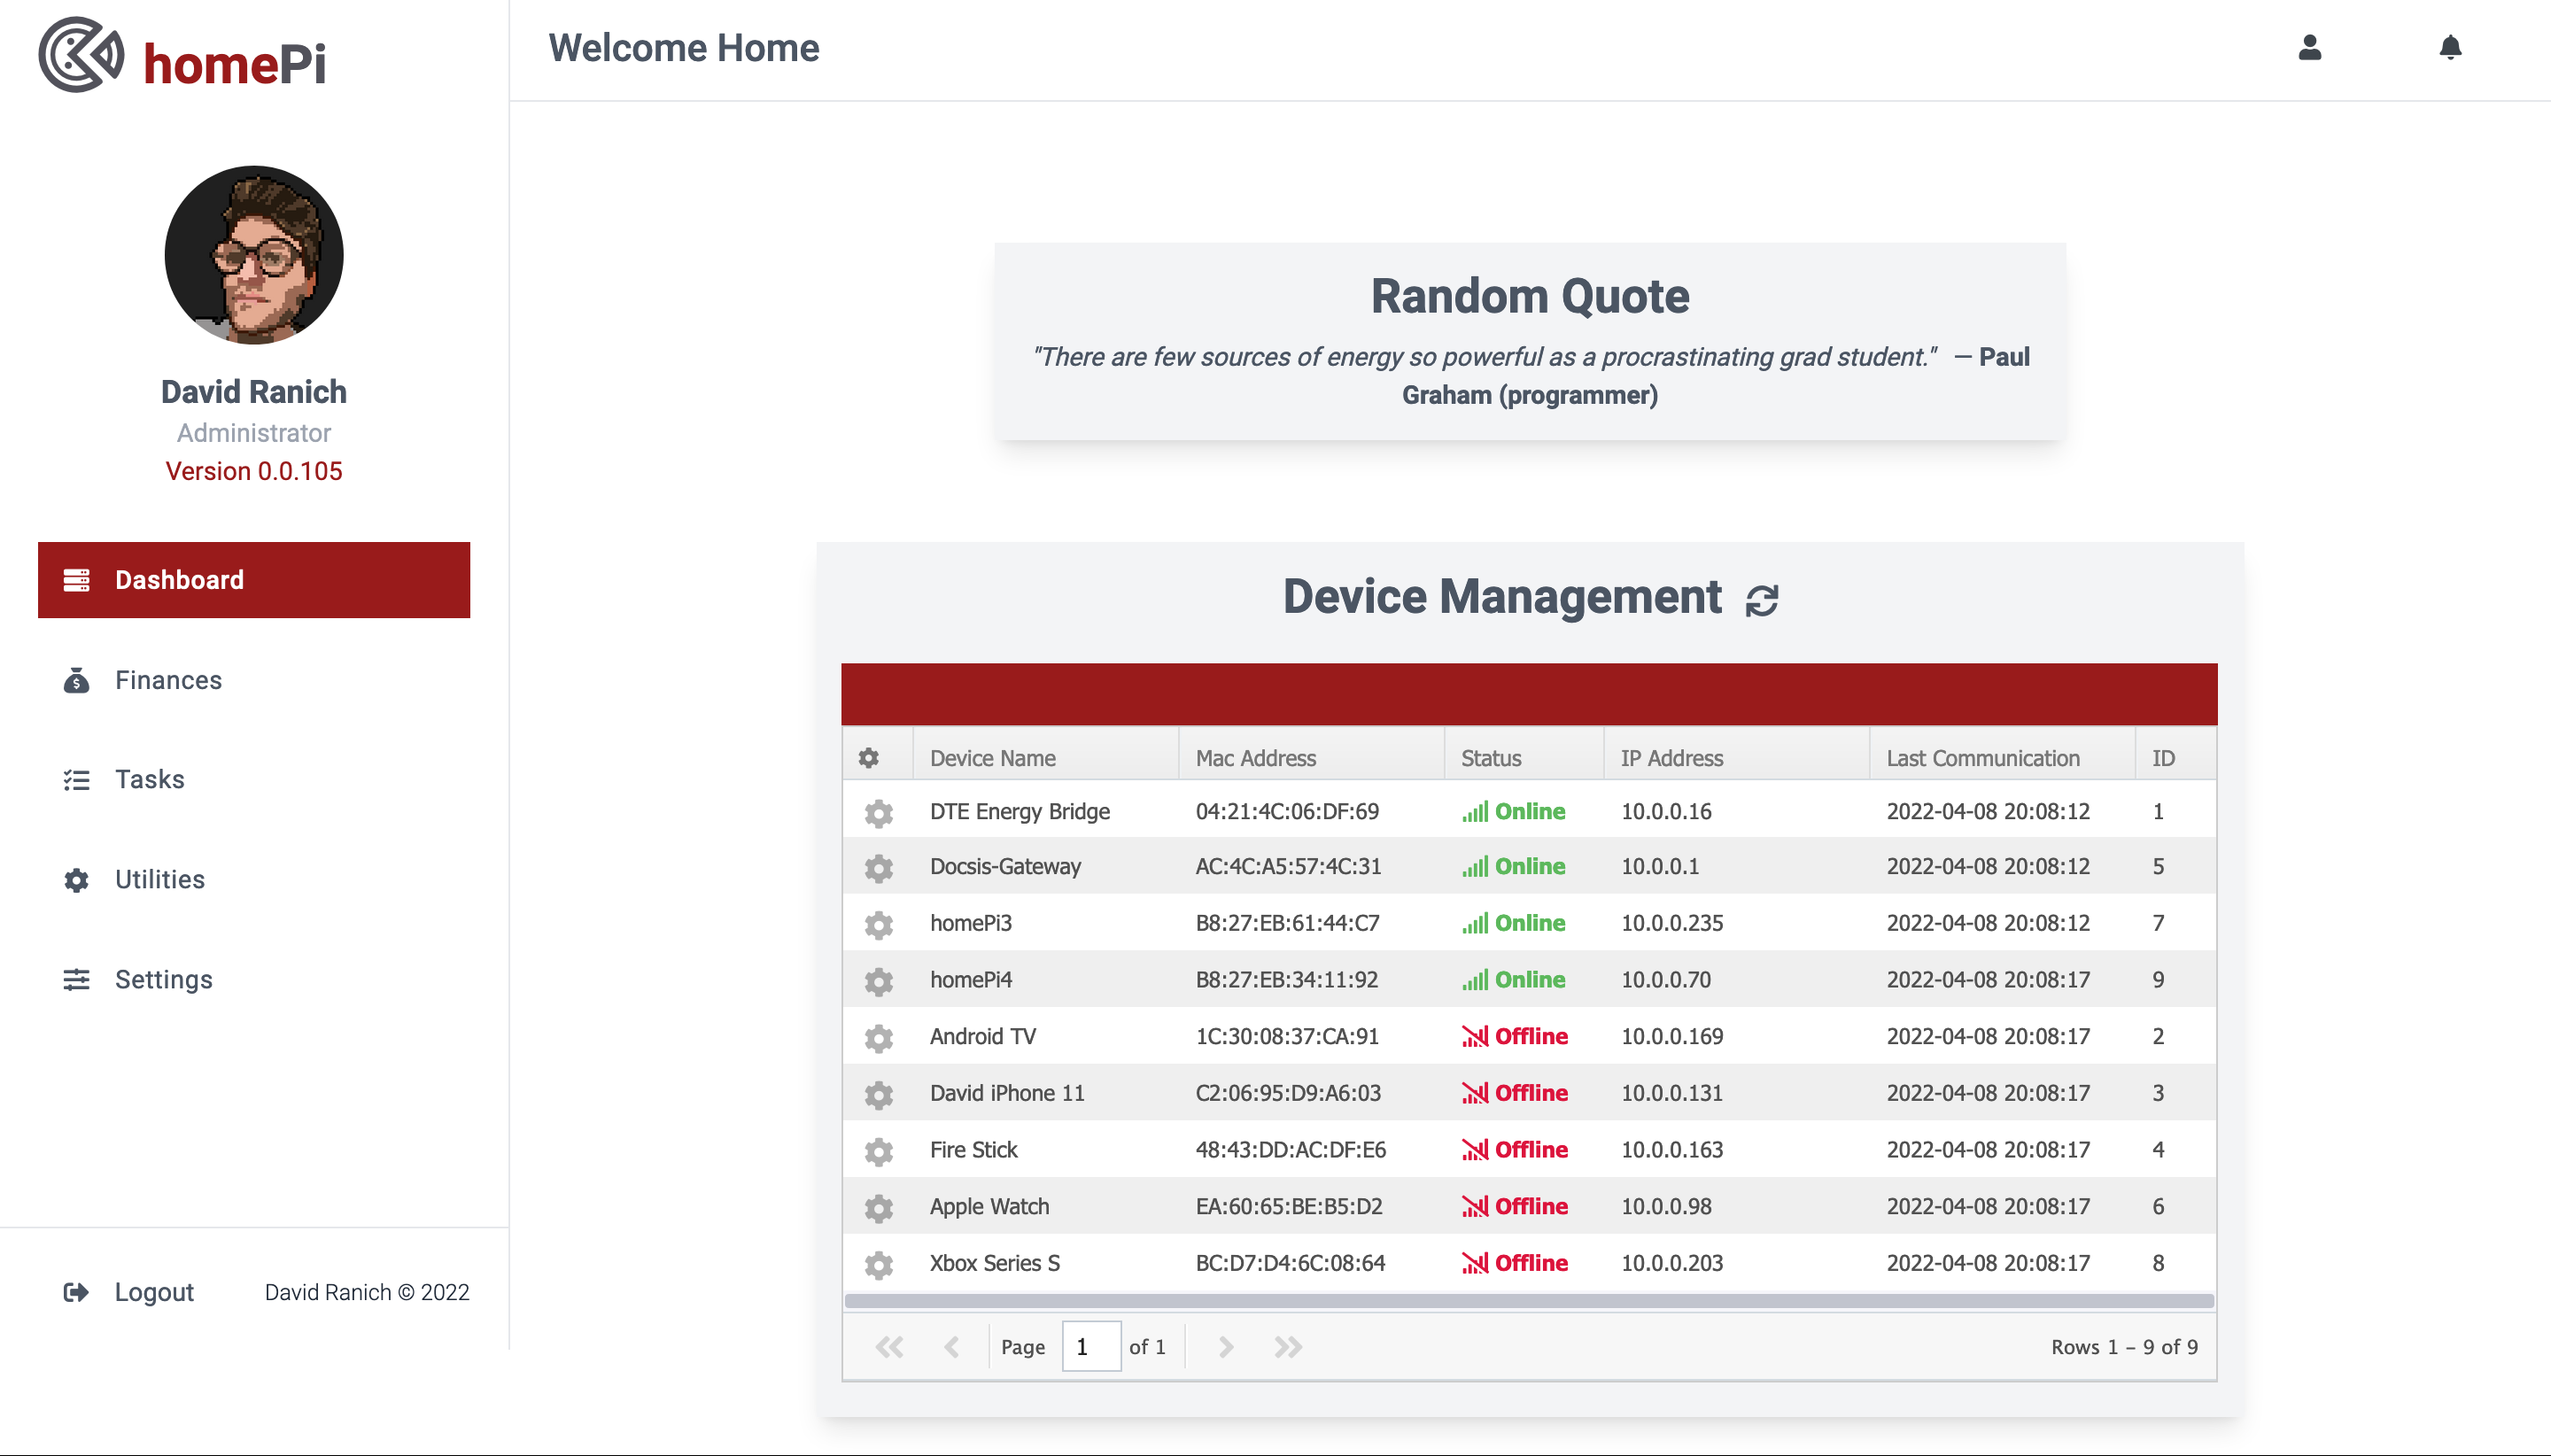 homePi
Welcome Home
David Ranich
Administrator
Version 0.0.105
Dashboard
Finances
Tasks
Utilities
Settings
Logout David Ranich © 2022
Random Quote
"There are few sources of energy so powerful as a procrastinating grad student." — Paul
Graham (programmer)
Device Management
Device Name Mac Address Status IP Address Last Communication ID
DTE Energy Bridge 04:21:4C:06:DF:69 Online 10.0.0.16 2022-04-08 20:08:12 1
Docsis-Gateway AC:4C:A5:57:4C:31 Online 10.0.0.1 2022-04-08 20:08:12 5
homePi3 B8:27:EB:61:44:C7 Online 10.0.0.235 2022-04-08 20:08:12 7
homePi4 B8:27:EB:34:11:92 Online 10.0.0.70 2022-04-08 20:08:17 9
Android TV 1C:30:08:37:CA:91 Offline 10.0.0.169 2022-04-08 20:08:17 2
David iPhone 11 C2:06:95:D9:A6:03 Offline 10.0.0.131 2022-04-08 20:08:17 3
Fire Stick 48:43:DD:AC:DF:E6 Offline 10.0.0.163 2022-04-08 20:08:17 4
Apple Watch EA:60:65:BE:B5:D2 Offline 10.0.0.98 2022-04-08 20:08:17 6
Xbox Series S BC:D7:D4:6C:08:64 Offline 10.0.0.203 2022-04-08 20:08:17 8
Page 1 of 1 Rows 1 – 9 of 9